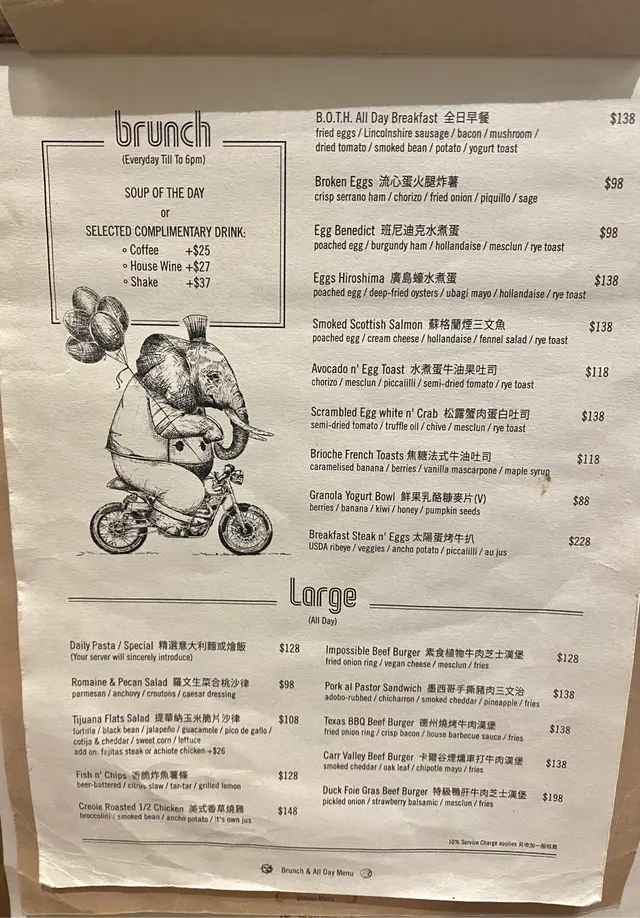 brunch
(Everyday Till To 6pm)
SOUP OF THE DAY
or
SELECTED COMPLIMENTARY DRINK:
Coffee +$25
House Wine +$27
Shake +$37
B.O.T.H. All Day Breakfast 全日早餐 $138
fried eggs / Lincolnshire sausage / bacon / mushroom /
dried tomato / smoked bean / potato / yogurt toast
Broken Eggs 流心蛋火腿炸薯 $98
crisp serrano ham / chorizo / fried onion / piquillo / sage
Egg Benedict 班尼迪克水煮蛋 $98
poached egg / burgundy ham / hollandaise / mesclun / rye toast
Eggs Hiroshima 廣島蠔水煮蛋 $138
poached egg / deep-fried oysters / ubagi mayo / hollandaise / rye toast
Smoked Scottish Salmon 蘇格蘭煙三文魚 $138
poached egg / cream cheese / hollandaise / fennel salad / rye toast
Avocado n' Egg Toast 水煮蛋牛油果吐司 $118
chorizo / mesclun / piccalilli / semi-dried tomato / rye toast
Scrambled Egg white n' Crab 松露蟹肉蛋白吐司 $138
semi-dried tomato / truffle oil / chive / mesclun / rye toast
Brioche French Toasts 焦糖法式牛油吐司 $118
caramelised banana / berries / vanilla mascarpone / maple syrup
Granola Yogurt Bowl 鮮果乳酪糠麥片(V) $88
berries / banana / kiwi / honey / pumpkin seeds
Breakfast Steak n' Eggs 太陽蛋烤牛扒 $228
USDA ribeye / veggies / ancho potato / piccalilli / au jus
Large
(All Day)
Daily Pasta / Special 精選意大利麵或燴飯 $128
(Your server will sincerely introduce)
Romaine & Pecan Salad 羅文生菜合桃沙律 $98
parmesan / anchovy / croutons / caesar dressing
Tijuana Flats Salad 提華納玉米脆片沙律 $108
tortilla / black bean / jalapeño / guacamole / pico de gallo /
cotija & cheddar / sweet corn / lettuce
add on: fajitas steak or achiote chicken +$26
Fish n' Chips 香脆炸魚薯條 $128
beer-battered / citrus slaw / tar-tar / grilled lemon
Creole Roasted 1/2 Chicken 美式香草燒雞 $148
broccolini / smoked bean / ancho potato / it's own jus
Impossible Beef Burger 素食植物牛肉芝士漢堡 $128
fried onion ring / vegan cheese / mesclun / fries
Pork al Pastor Sandwich 墨西哥手撕豬肉三文治 $138
adobo-rubbed / chicharron / smoked cheddar / pineapple / fries
Texas BBQ Beef Burger 德州燒烤牛肉漢堡 $138
fried onion ring / crisp bacon / house barbecue sauce / fries
Carr Valley Beef Burger 卡爾谷煙燻車打牛肉漢堡 $138
smoked cheddar / oak leaf / chipotle mayo / fries
Duck Foie Gras Beef Burger 特級鴨肝牛肉芝士漢堡 $198
pickled onion / strawberry balsamic / mesclun / fries
10% Service Charge applies 另收加一服務費
Brunch & All Day Menu
Dinner Menu